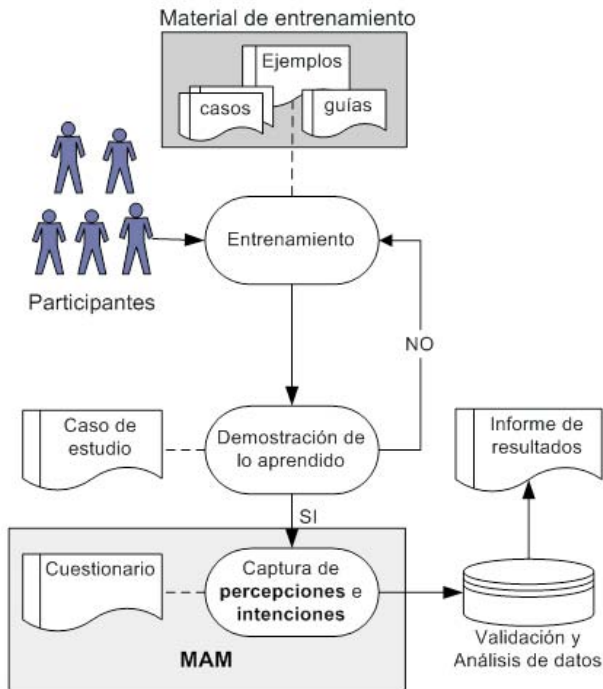 Material de entrenamiento
Ejemplos
casos
guías
Entrenamiento
Participantes
NO
Caso de
estudio
Demostración de
lo aprendido
Informe de
resultados
SI
Cuestionario
Captura de
percepciones e
intenciones
MAM
Validación y
Análisis de datos